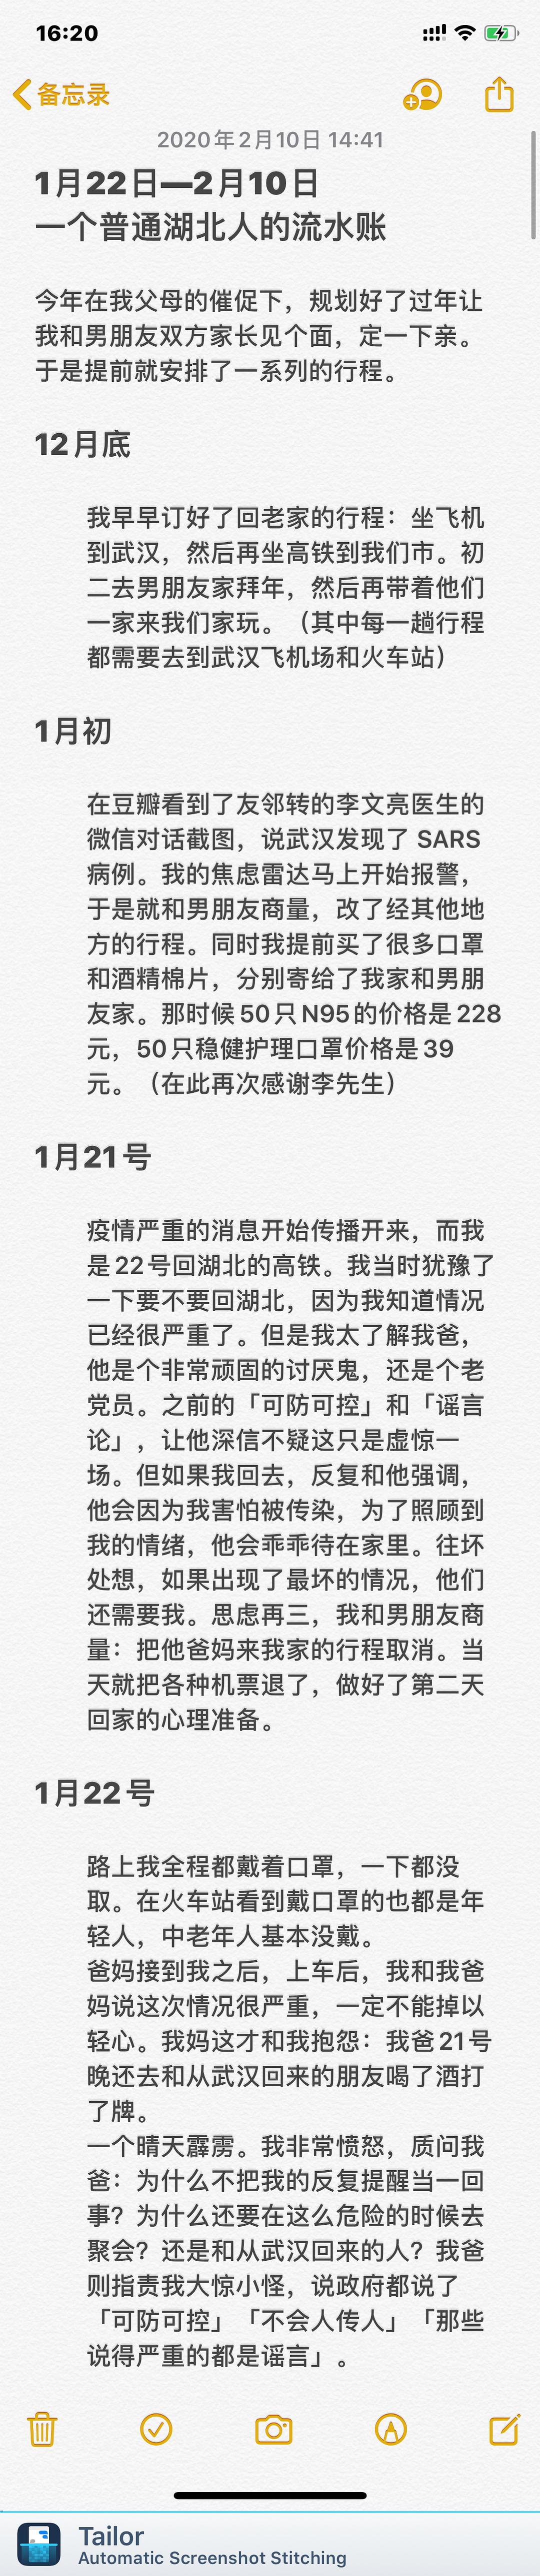 16:20
备忘录
2020年2月10日 14:41
1月22日—2月10日
一个普通湖北人的流水账
今年在我父母的催促下，规划好了过年让
我和男朋友双方家长见个面，定一下亲。
于是提前就安排了一系列的行程。
12月底
我早早订好了回老家的行程：坐飞机
到武汉，然后再坐高铁到我们市。初
二去男朋友家拜年，然后再带着他们
一家来我们家玩。（其中每一趟行程
都需要去到武汉飞机场和火车站）
1月初
在豆瓣看到了友邻转的李文亮医生的
微信对话截图，说武汉发现了 SARS
病例。我的焦虑雷达马上开始报警，
于是就和男朋友商量，改了经其他地
方的行程。同时我提前买了很多口罩
和酒精棉片，分别寄给了我家和男朋
友家。那时候50只N95的价格是228
元，50只稳健护理口罩价格是39
元。（在此再次感谢李先生）
1月21号
疫情严重的消息开始传播开来，而我
是22号回湖北的高铁。我当时犹豫了
一下要不要回湖北，因为我知道情况
已经很严重了。但是我太了解我爸，
他是个非常顽固的讨厌鬼，还是个老
党员。之前的「可防可控」和「谣言
论」，让他深信不疑这只是虚惊一
场。但如果我回去，反复和他强调，
他会因为我害怕被传染，为了照顾到
我的情绪，他会乖乖待在家里。往坏
处想，如果出现了最坏的情况，他们
还需要我。思虑再三，我和男朋友商
量：把他爸妈来我家的行程取消。当
天就把各种机票退了，做好了第二天
回家的心理准备。
1月22号
路上我全程都戴着口罩，一下都没
取。在火车站看到戴口罩的也都是年
轻人，中老年人基本没戴。
爸妈接到我之后，上车后，我和我爸
妈说这次情况很严重，一定不能掉以
轻心。我妈这才和我抱怨：我爸21号
晚还去和从武汉回来的朋友喝了酒打
了牌。
一个晴天霹雳。我非常愤怒，质问我
爸：为什么不把我的反复提醒当一回
事？为什么还要在这么危险的时候去
聚会？还是和从武汉回来的人？我爸
则指责我大惊小怪，说政府都说了
「可防可控」「不会人传人」「那些
说得严重的都是谣言」。
Tailor
Automatic Screenshot Stitching